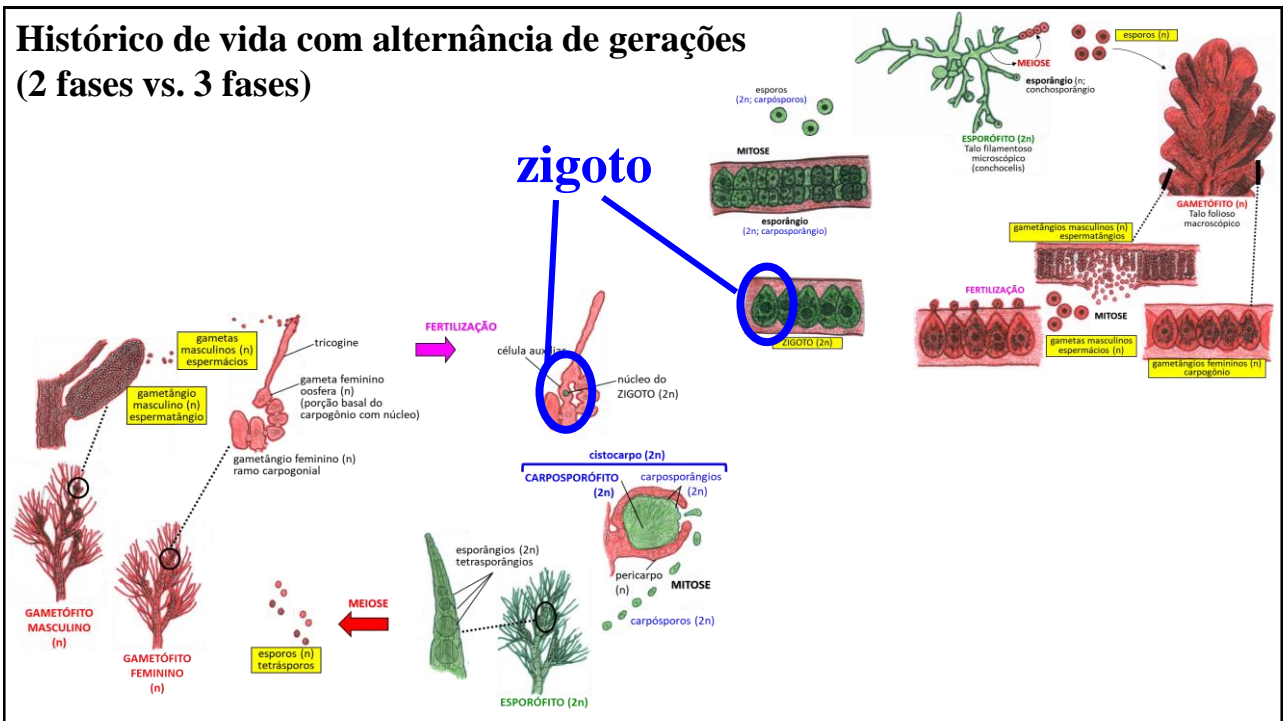 Histórico de vida com alternância de gerações
(2 fases vs. 3 fases)
zigoto
MEIOSE
esporos (n)
esporângio (n;
conchosporângio
ESPORÓFITO (2n)
Talo filamentoso
microscópico
(conchocelis)
GAMETÓFITO (n)
Talo folioso
macroscópico
esporos
(2n; carpósporos)
MITOSE
esporângio
(2n; carposporângio)
ZIGOTO (2n)
gametângios masculinos (n)
espermatângios
FERTILIZAÇÃO
MITOSE
gametas masculinos
espermácios (n)
gametângios femininos (n)
carpogônio
gametas
masculinos (n)
espermácios
tricogine
gametângio
masculino (n)
espermatângio
gameta feminino
oosfera (n)
(porção basal do
carpogônio com núcleo)
gametângio feminino (n)
ramo carpogonial
FERTILIZAÇÃO
célula auxiliar
núcleo do
ZIGOTO (2n)
cistocarpo (2n)
CARPOSPORÓFITO
(2n)
carposporângios
(2n)
pericarpo
(n)
MITOSE
carpósporos (2n)
esporângios (2n)
tetrasporângios
ESPORÓFITO (2n)
MEIOSE
esporos (n)
tetrásporos
GAMETÓFITO
MASCULINO
(n)
GAMETÓFITO
FEMININO
(n)